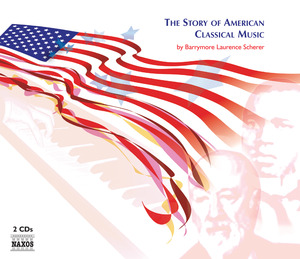 THE STORY OF AMERICAN
CLASSICAL MUSIC
by Barrymore Laurence Scherer
2 CDs
NAXOS